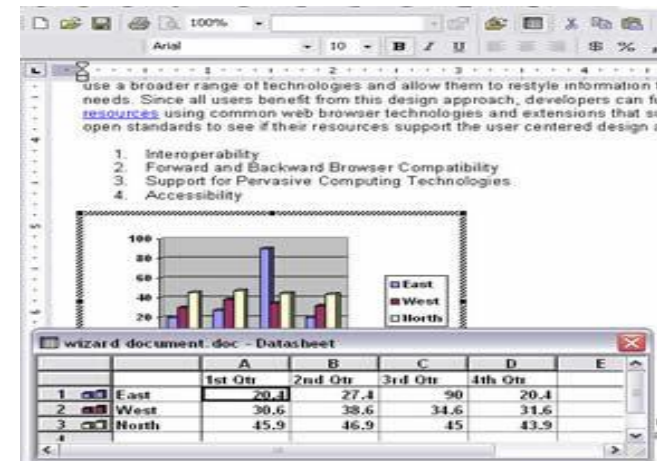 100%
Arial 10 B I U $ %
1 2 3 4
use a broader range of technologies and allow them to restyle information
needs. Since all users benefit from this design approach, developers can
resources using common web browser technologies and extensions that
open standards to see if their resources support the user centered design
1. Interoperability
2. Forward and Backward Browser Compatibility
3. Support for Pervasive Computing Technologies
4. Accessibility
100
80
60
40
20
East
West
North
wizard document.doc - Datasheet
A B C D E
1st Qtr 2nd Qtr 3rd Qtr 4th Qtr
1 East 20.4 27.4 90 20.4
2 West 30.6 38.6 34.6 31.6
3 North 45.9 46.9 45 43.9
4